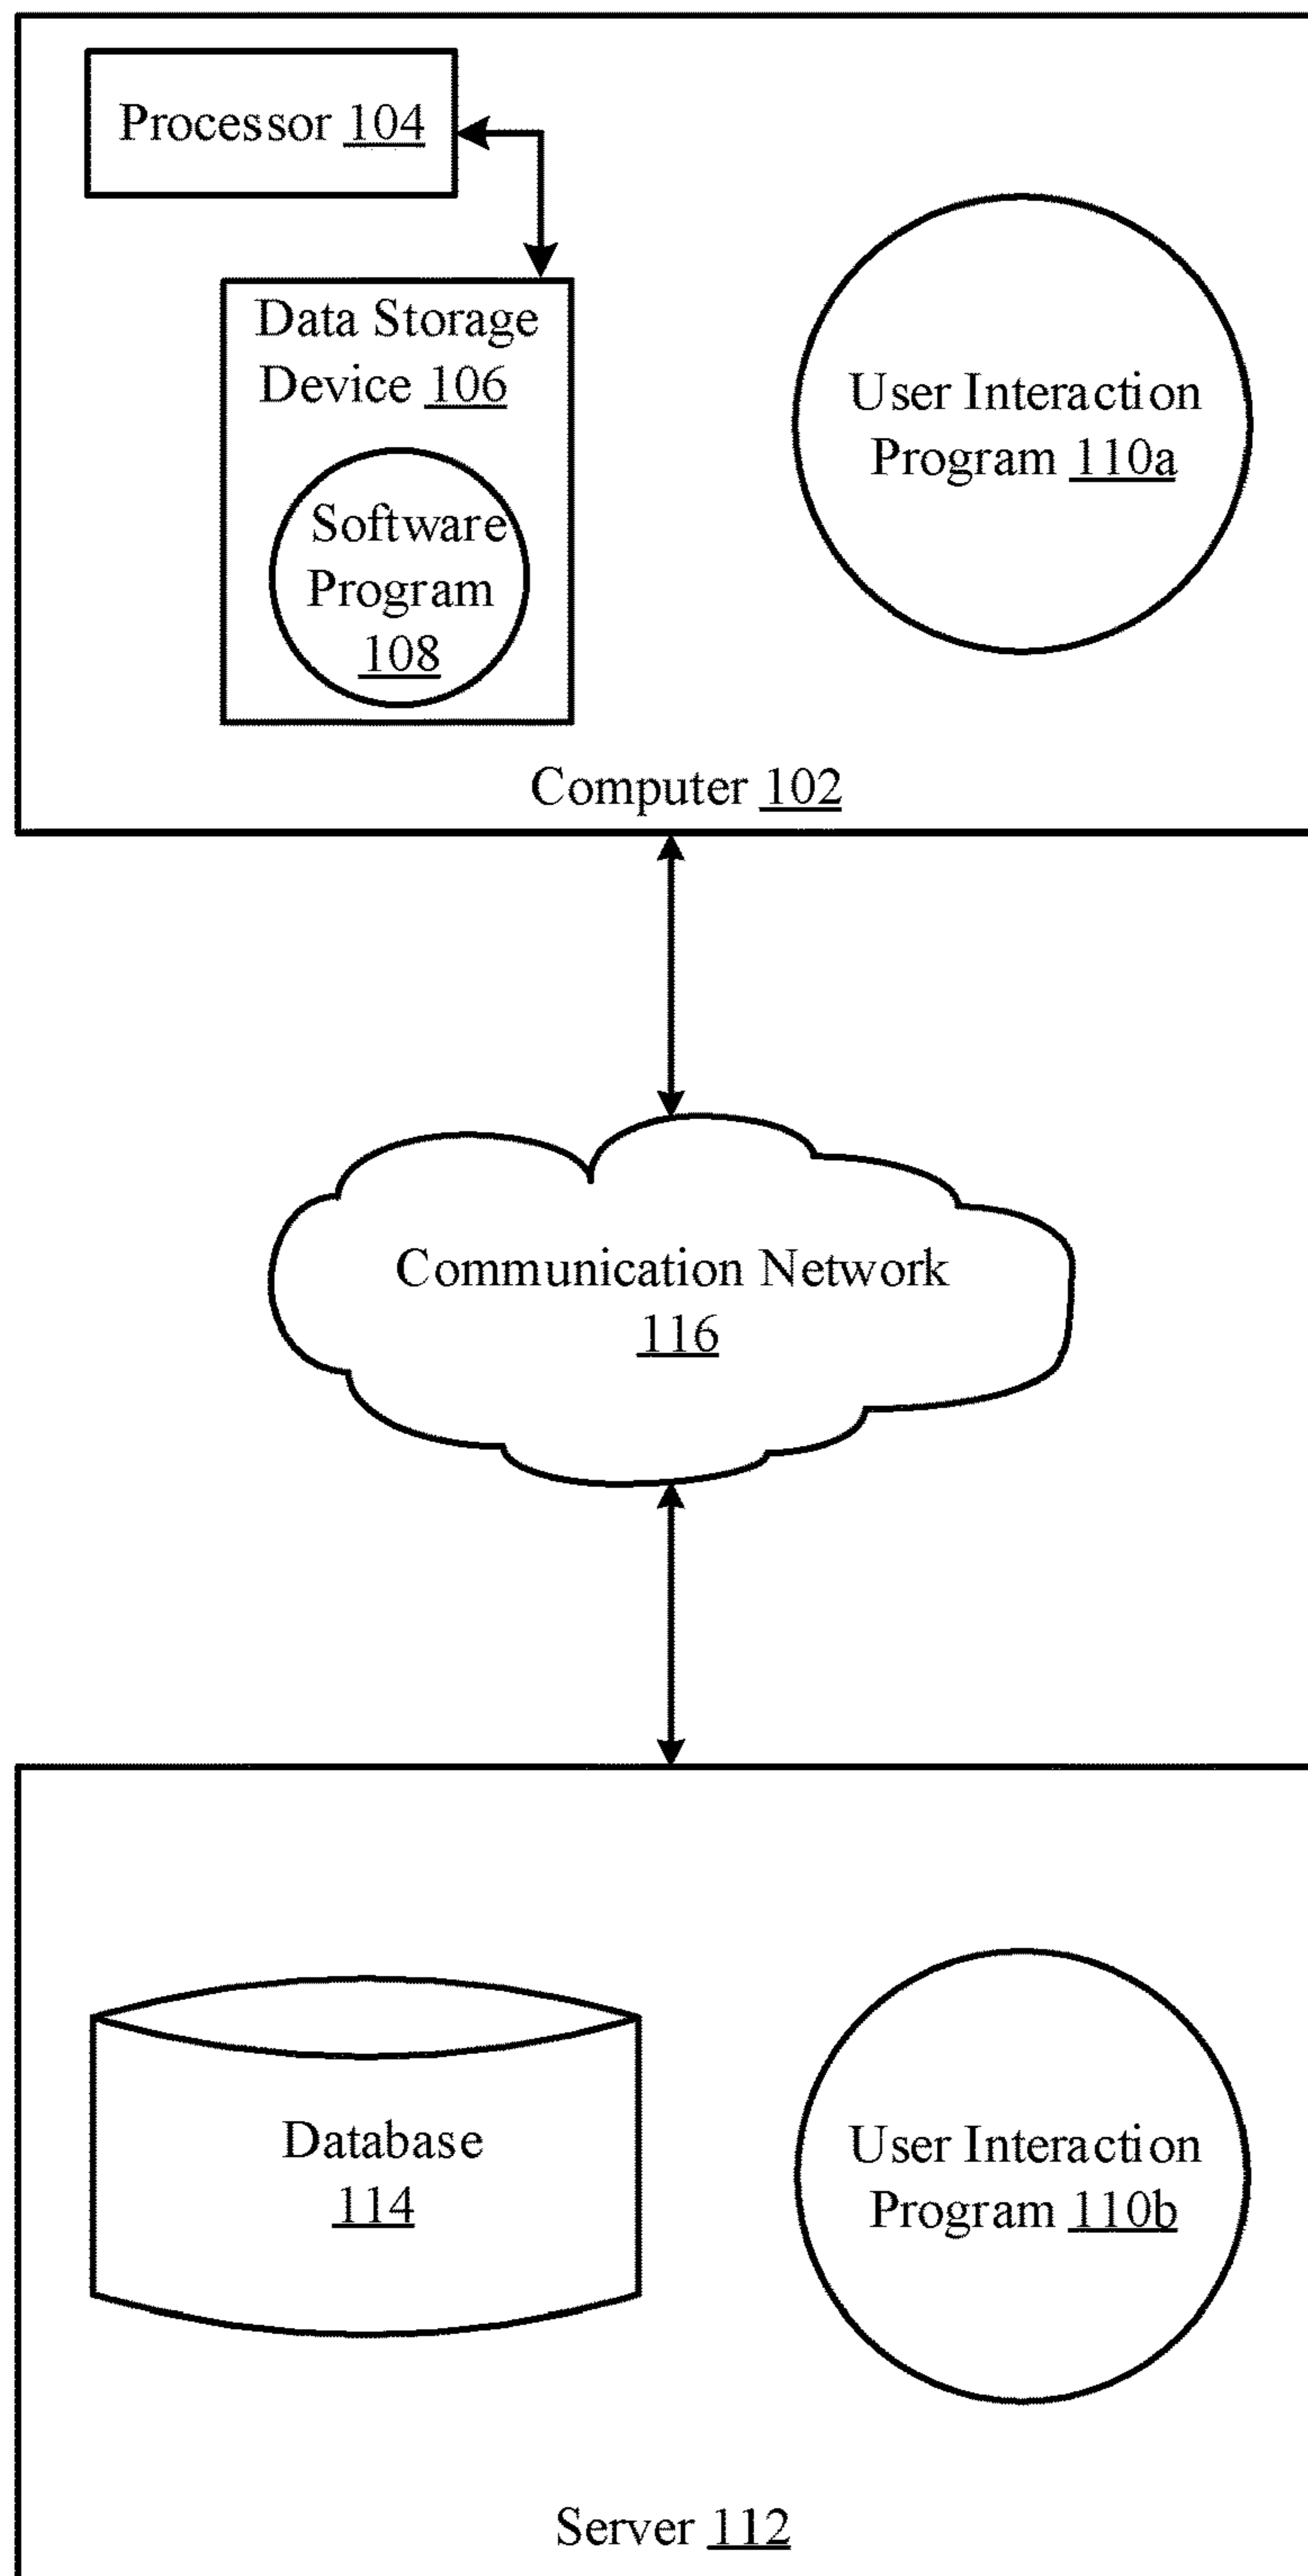 Processor 104
Data Storage
Device 106
Software
Program
108
User Interaction
Program 110a
Computer 102
Communication Network
116
Database
114
User Interaction
Program 110b
Server 112